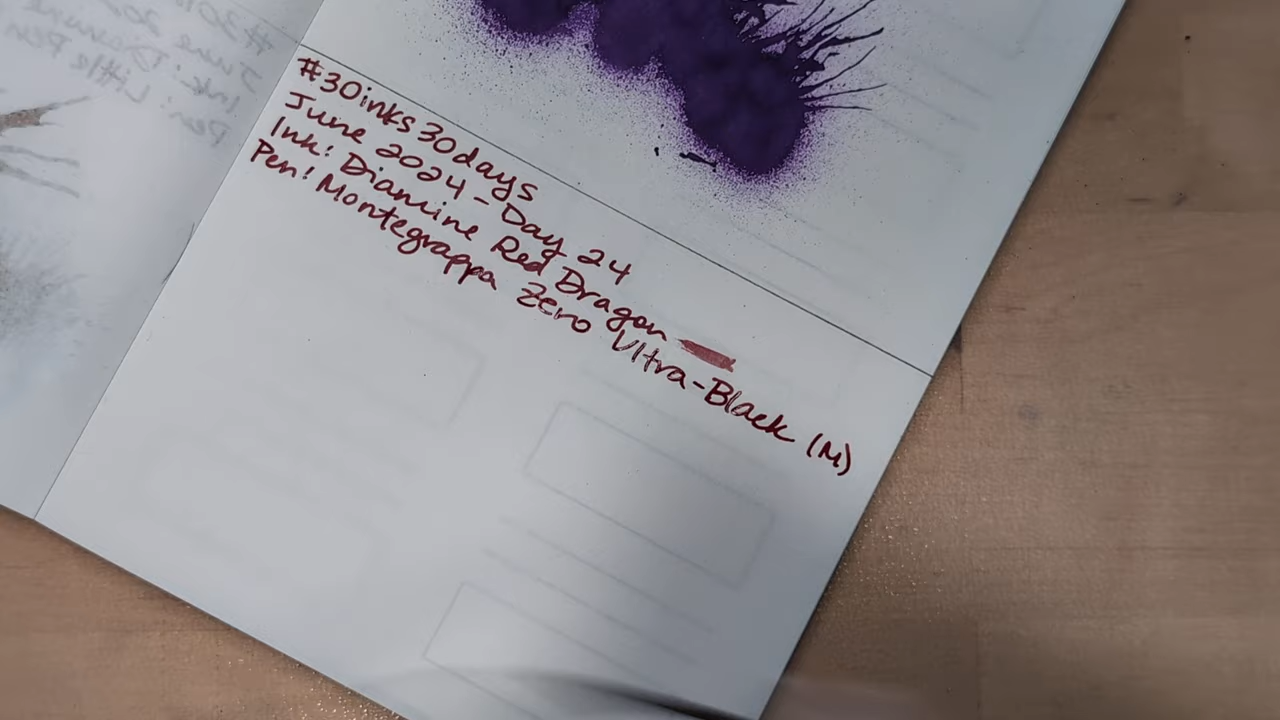 #30inks30days
June 2024 - Day 24
Ink: Diamine Red Dragon
Pen: Montegrappa Zero Ultra-Black (M)